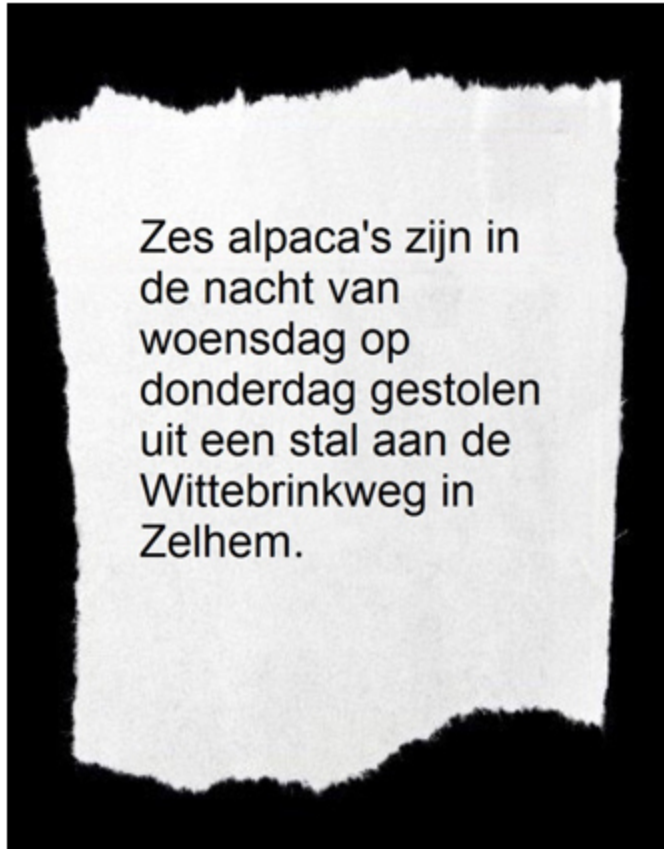 Zes alpaca's zijn in
de nacht van
woensdag op
donderdag gestolen
uit een stal aan de
Wittebrinkweg in
Zelhem.